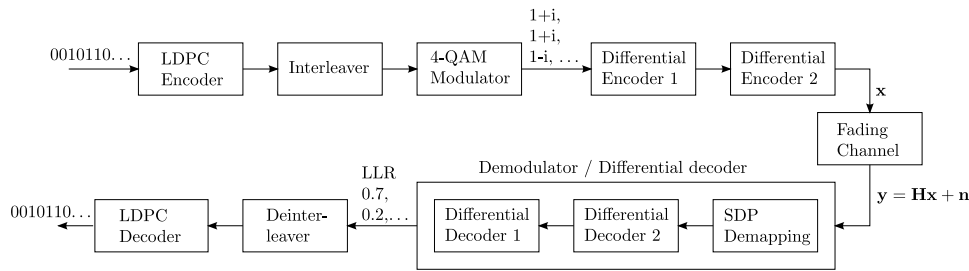 0010110...
LDPC
Encoder
Interleaver
4-QAM
Modulator
1+i,
1+i,
1-i, ...
Differential
Encoder 1
Differential
Encoder 2
x
Fading
Channel
y = Hx + n
Demodulator / Differential decoder
SDP
Demapping
Differential
Decoder 2
Differential
Decoder 1
LLR
0.7,
0.2,...
Deinter-
leaver
LDPC
Decoder
0010110...